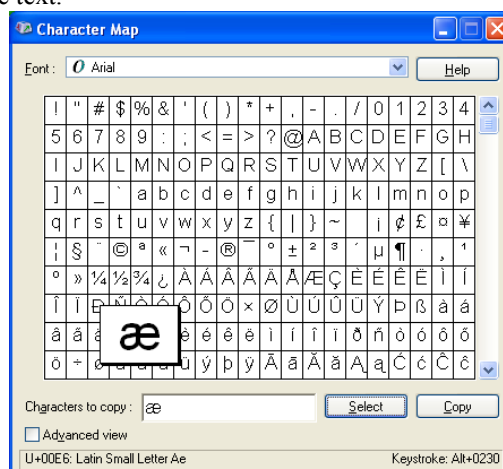 e text.
Character Map
Font : O Arial Help
! " # $ % & ' ( ) * + , - . / 0 1 2 3 4
5 6 7 8 9 : ; < = > ? @ A B C D E F G H
I J K L M N O P Q R S T U V W X Y Z [ \
] ^ _ ` a b c d e f g h i j k l m n o p
q r s t u v w x y z { | } ~ ¡ ¢ £ ¤ ¥
¦ § ¨ © ª « ¬ - ® ¯ ° ± ² ³ ´ µ ¶ · ¸ ¹
º » ¼ ½ ¾ ¿ À Á Â Ã Ä Å Æ Ç È É Ê Ë Ì Í
Î Ï Ð Ñ Ò Ó Ô Õ Ö × Ø Ù Ú Û Ü Ý Þ ß à á
â ã æ è é ê ë ì í î ï ð ñ ò ó ô õ
ö ÷ ø ù ú û ü ý þ ÿ Ā ā Ă ă Ą ą Ć ć Ĉ ĉ
Characters to copy : æ Select Copy
Advanced view
U+00E6: Latin Small Letter Ae Keystroke: Alt+0230